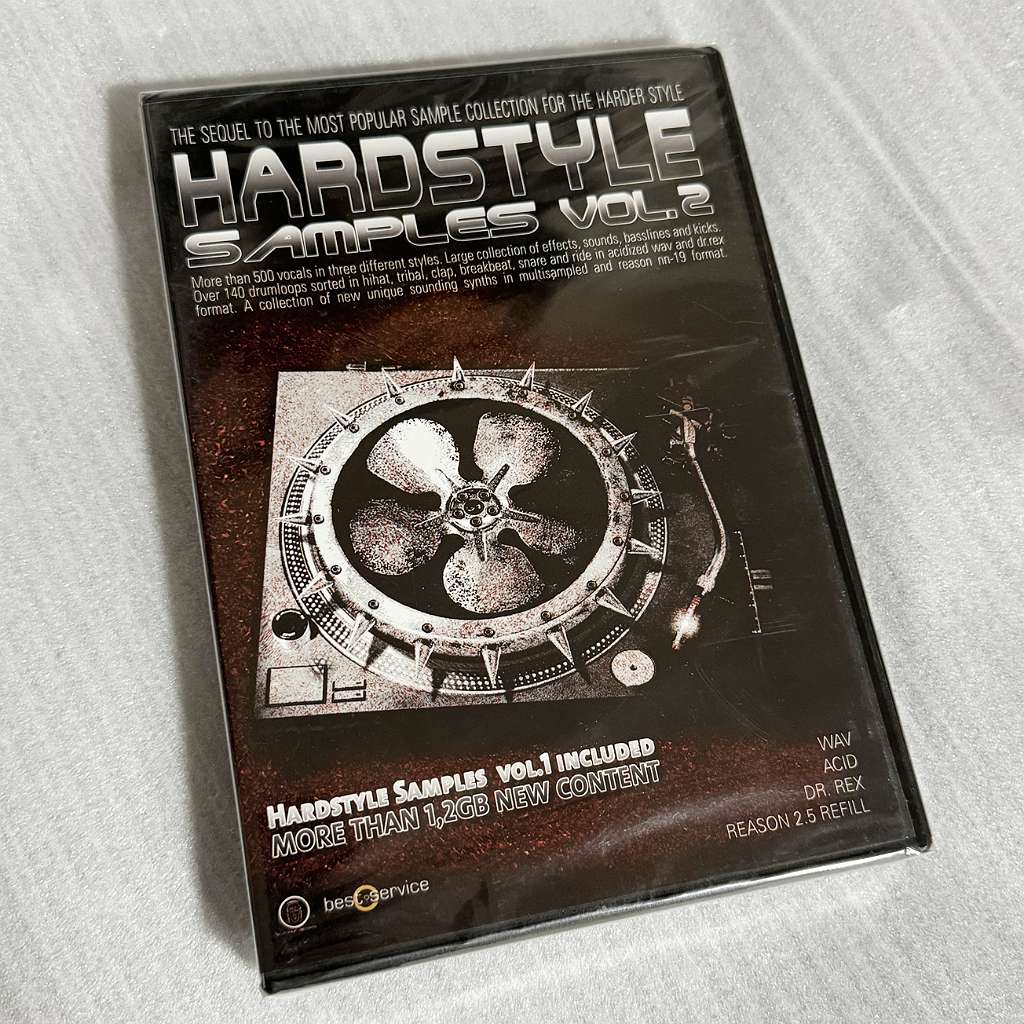 THE SEQUEL TO THE MOST POPULAR SAMPLE COLLECTION FOR THE HARDER STYLE
HARDSTYLE
SAMPLES VOL.2
More than 500 vocals in three different styles. Large collection of effects, sounds, basslines and kicks.
Over 140 drumloops sorted in hihat, tribal, clap, breakbeat, snare and ride in acidized wav and dr.rex
format. A collection of new unique sounding synths in multisampled and reason nn-19 format.
HARDSTYLE SAMPLES VOL.1 INCLUDED
MORE THAN 1,2GB NEW CONTENT
WAV
ACID
DR. REX
REASON 2.5 REFILL
best service